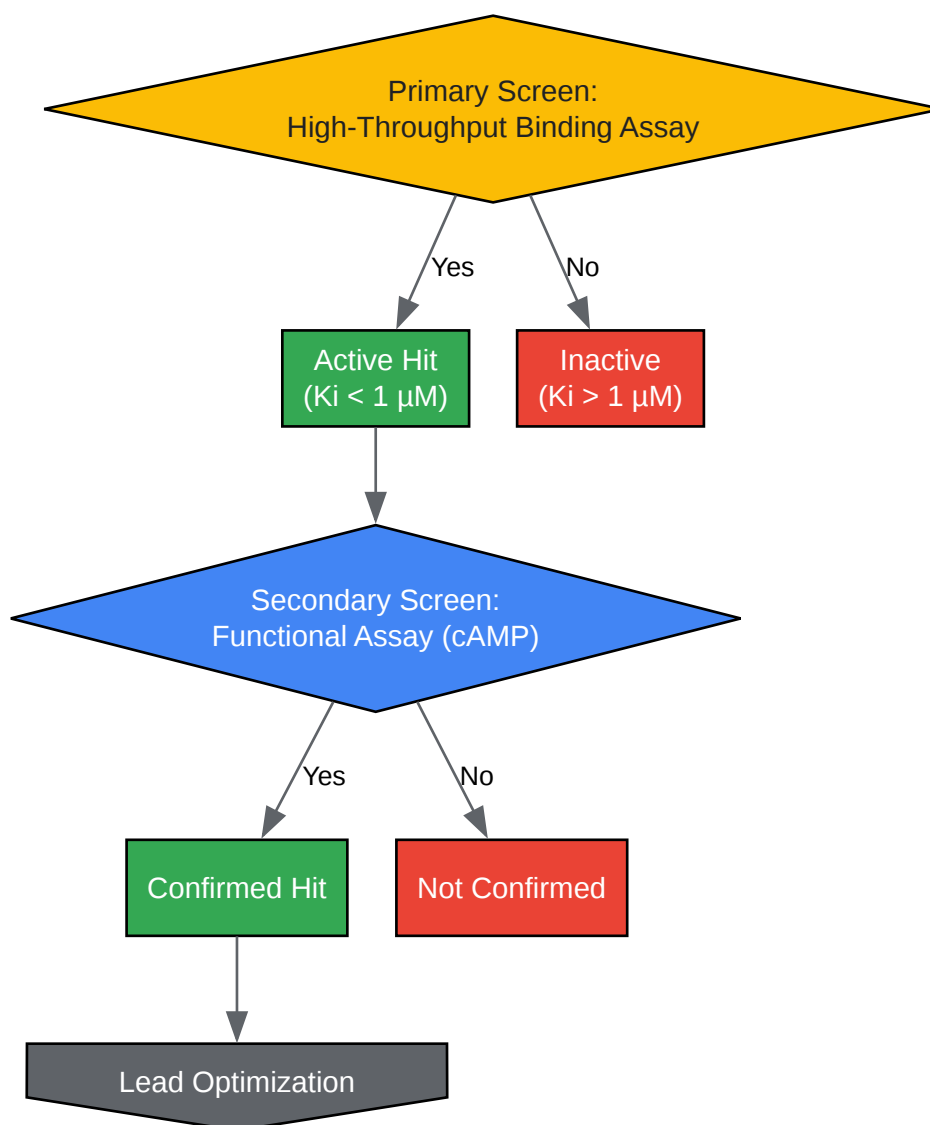 Primary Screen:
High-Throughput Binding Assay
Yes
No
Active Hit
(Ki < 1 µM)
Inactive
(Ki > 1 µM)
Secondary Screen:
Functional Assay (cAMP)
Yes
No
Confirmed Hit
Not Confirmed
Lead Optimization